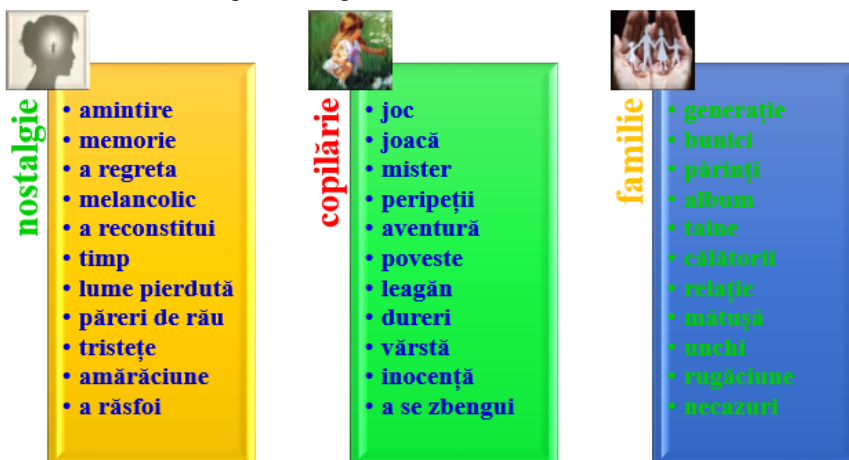 nostalgie
• amintire
• memorie
• a regreta
• melancolic
• a reconstitui
• timp
• lume pierdută
• păreri de rău
• tristețe
• amărăciune
• a răsfoi
copilărie
• joc
• joacă
• mister
• peripeții
• aventură
• poveste
• leagăn
• dureri
• vărstă
• inocență
• a se zbengui
familie
• generație
• bunici
• părinți
• album
• taine
• călătorii
• relație
• mătușă
• unchi
• rugăciune
• necazuri